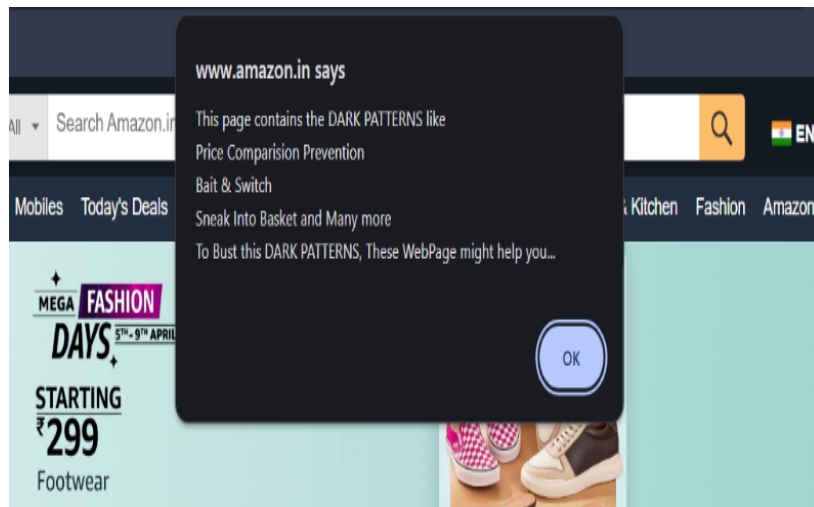 www.amazon.in says
This page contains the DARK PATTERNS like
Price Comparision Prevention
Bait & Switch
Sneak Into Basket and Many more
To Bust this DARK PATTERNS, These WebPage might help you...
OK
All
Search Amazon.in
EN
Mobiles Today's Deals & Kitchen Fashion Amazon
MEGA FASHION
DAYS 5TH - 9TH APRIL
STARTING
₹299
Footwear